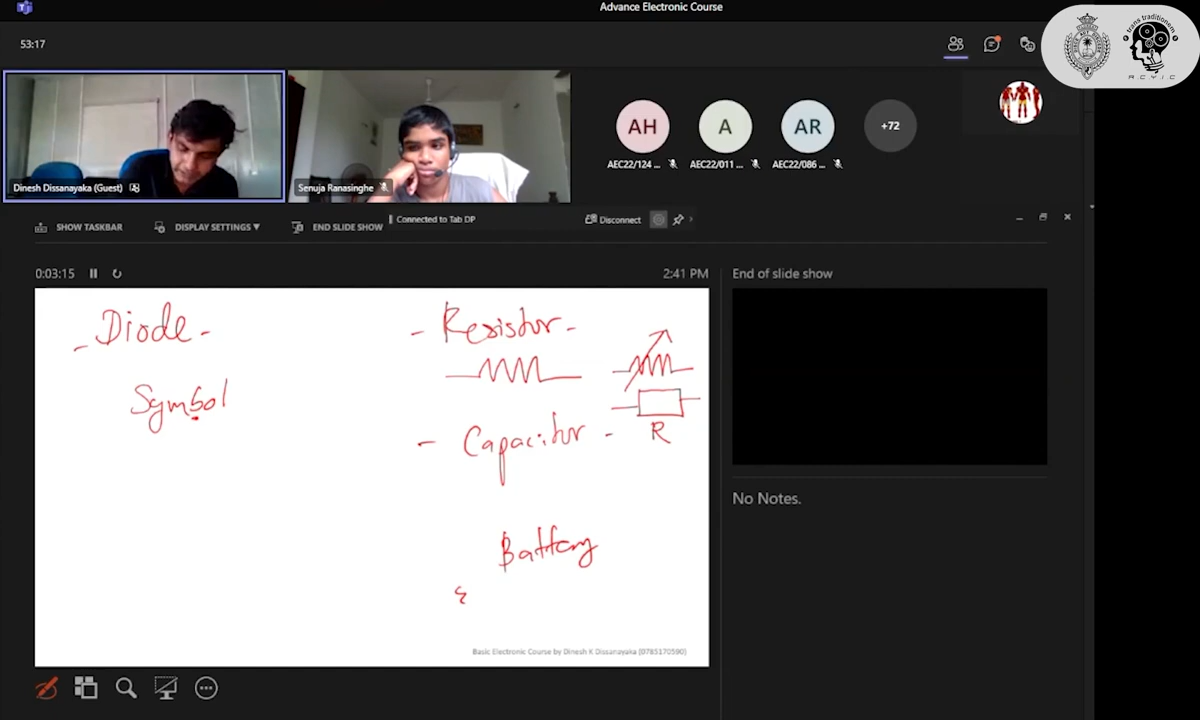 Advance Electronic Course
53:17
R.C.Y.I.C
AH
A
AR
+72
AEC22/124 ...
AEC22/011 ...
AEC22/086 ...
Dinesh Dissanayaka (Guest)
Senuja Ranasinghe
Connected to Tab DP
Disconnect
SHOW TASKBAR
DISPLAY SETTINGS
END SLIDE SHOW
0:03:15
2:41 PM
End of slide show
- Diode -
Symbol
- Resistor -
R
- Capacitor -
Battery
No Notes.
Basic Electronic Course by Dinesh K Dissanayaka (0785170590)